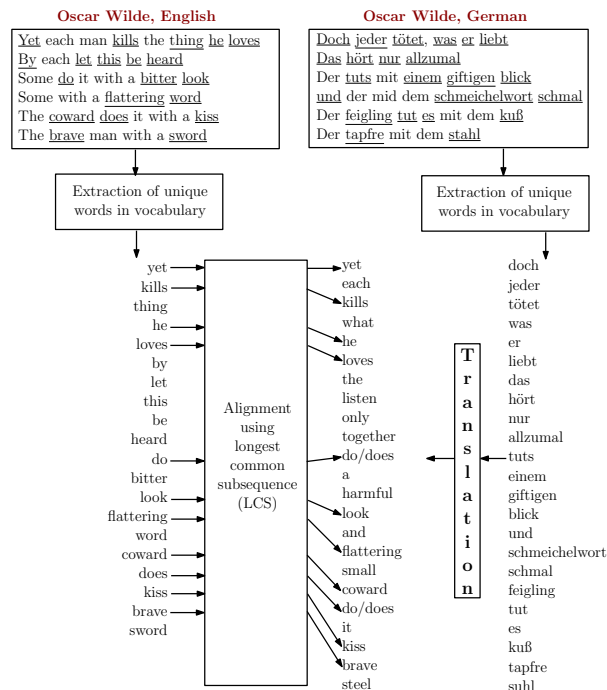 Oscar Wilde, English
Yet each man kills the thing he loves
By each let this be heard
Some do it with a bitter look
Some with a flattering word
The coward does it with a kiss
The brave man with a sword
Oscar Wilde, German
Doch jeder tötet, was er liebt
Das hört nur allzumal
Der tuts mit einem giftigen blick
und der mid dem schmeichelwort schmal
Der feigling tut es mit dem kuß
Der tapfre mit dem stahl
Extraction of unique
words in vocabulary
Extraction of unique
words in vocabulary
yet
kills
thing
he
loves
by
let
this
be
heard
do
bitter
look
flattering
word
coward
does
kiss
brave
sword
Alignment
using
longest
common
subsequence
(LCS)
yet
each
kills
what
he
loves
the
listen
only
together
do/does
a
harmful
look
and
flattering
small
coward
do/does
it
kiss
brave
steel
Translation
doch
jeder
tötet
was
er
liebt
das
hört
nur
allzumal
tuts
einem
giftigen
blick
und
schmeichelwort
schmal
feigling
tut
es
kuß
tapfre
suhl